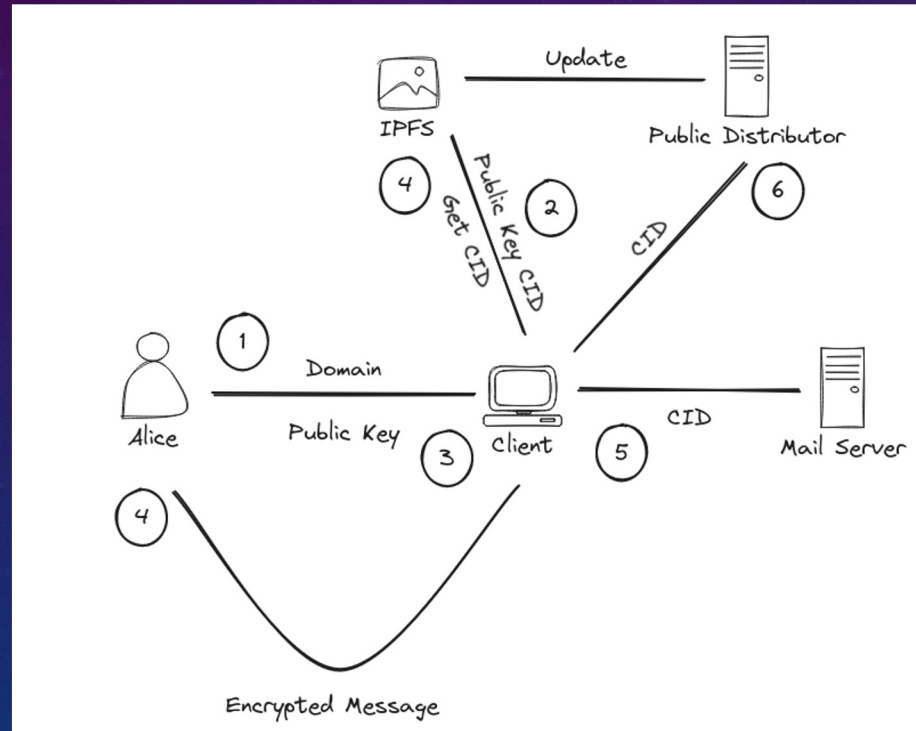 Update
IPFS
Public Distributor
4
Public Key CID
2
6
Get CID
CID
1
Domain
Alice
Public Key
3
Client
5
CID
Mail Server
4
Encrypted Message